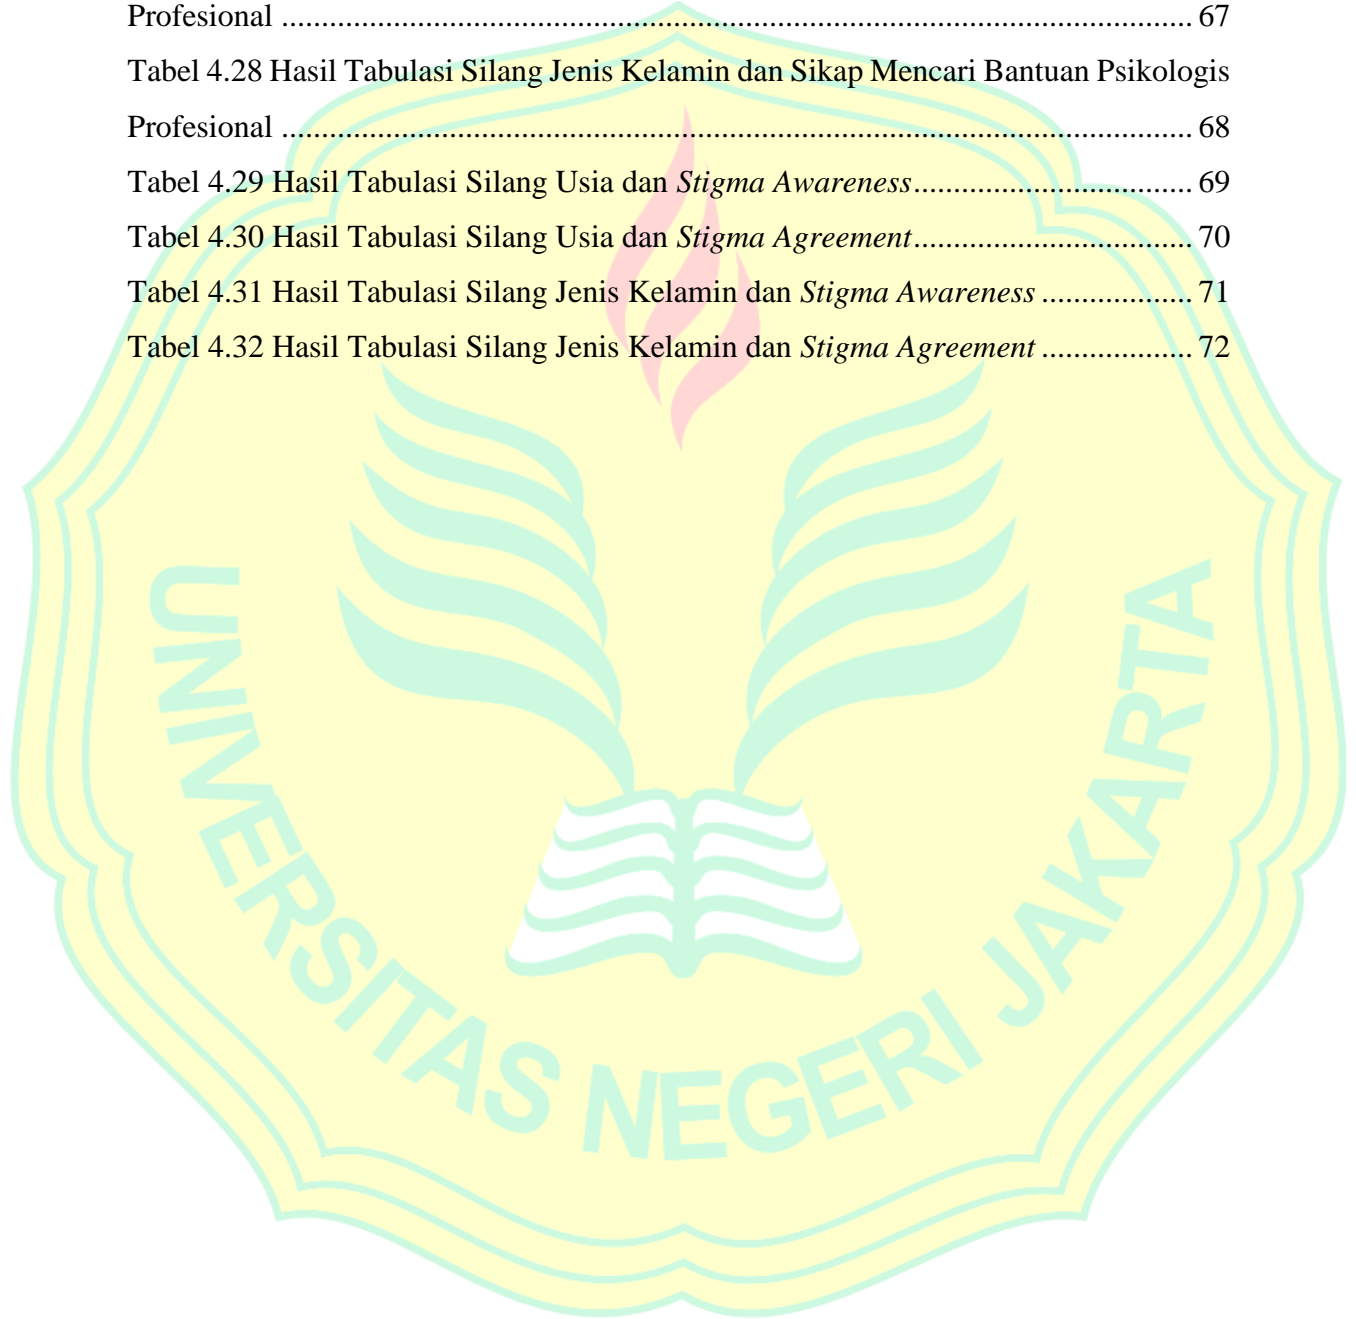 Profesional ........................................................................................................ 67
Tabel 4.28 Hasil Tabulasi Silang Jenis Kelamin dan Sikap Mencari Bantuan Psikologis
Profesional ........................................................................................................ 68
Tabel 4.29 Hasil Tabulasi Silang Usia dan Stigma Awareness................................ 69
Tabel 4.30 Hasil Tabulasi Silang Usia dan Stigma Agreement................................ 70
Tabel 4.31 Hasil Tabulasi Silang Jenis Kelamin dan Stigma Awareness .................. 71
Tabel 4.32 Hasil Tabulasi Silang Jenis Kelamin dan Stigma Agreement .................. 72
UNIVERSITAS NEGERI JAKARTA